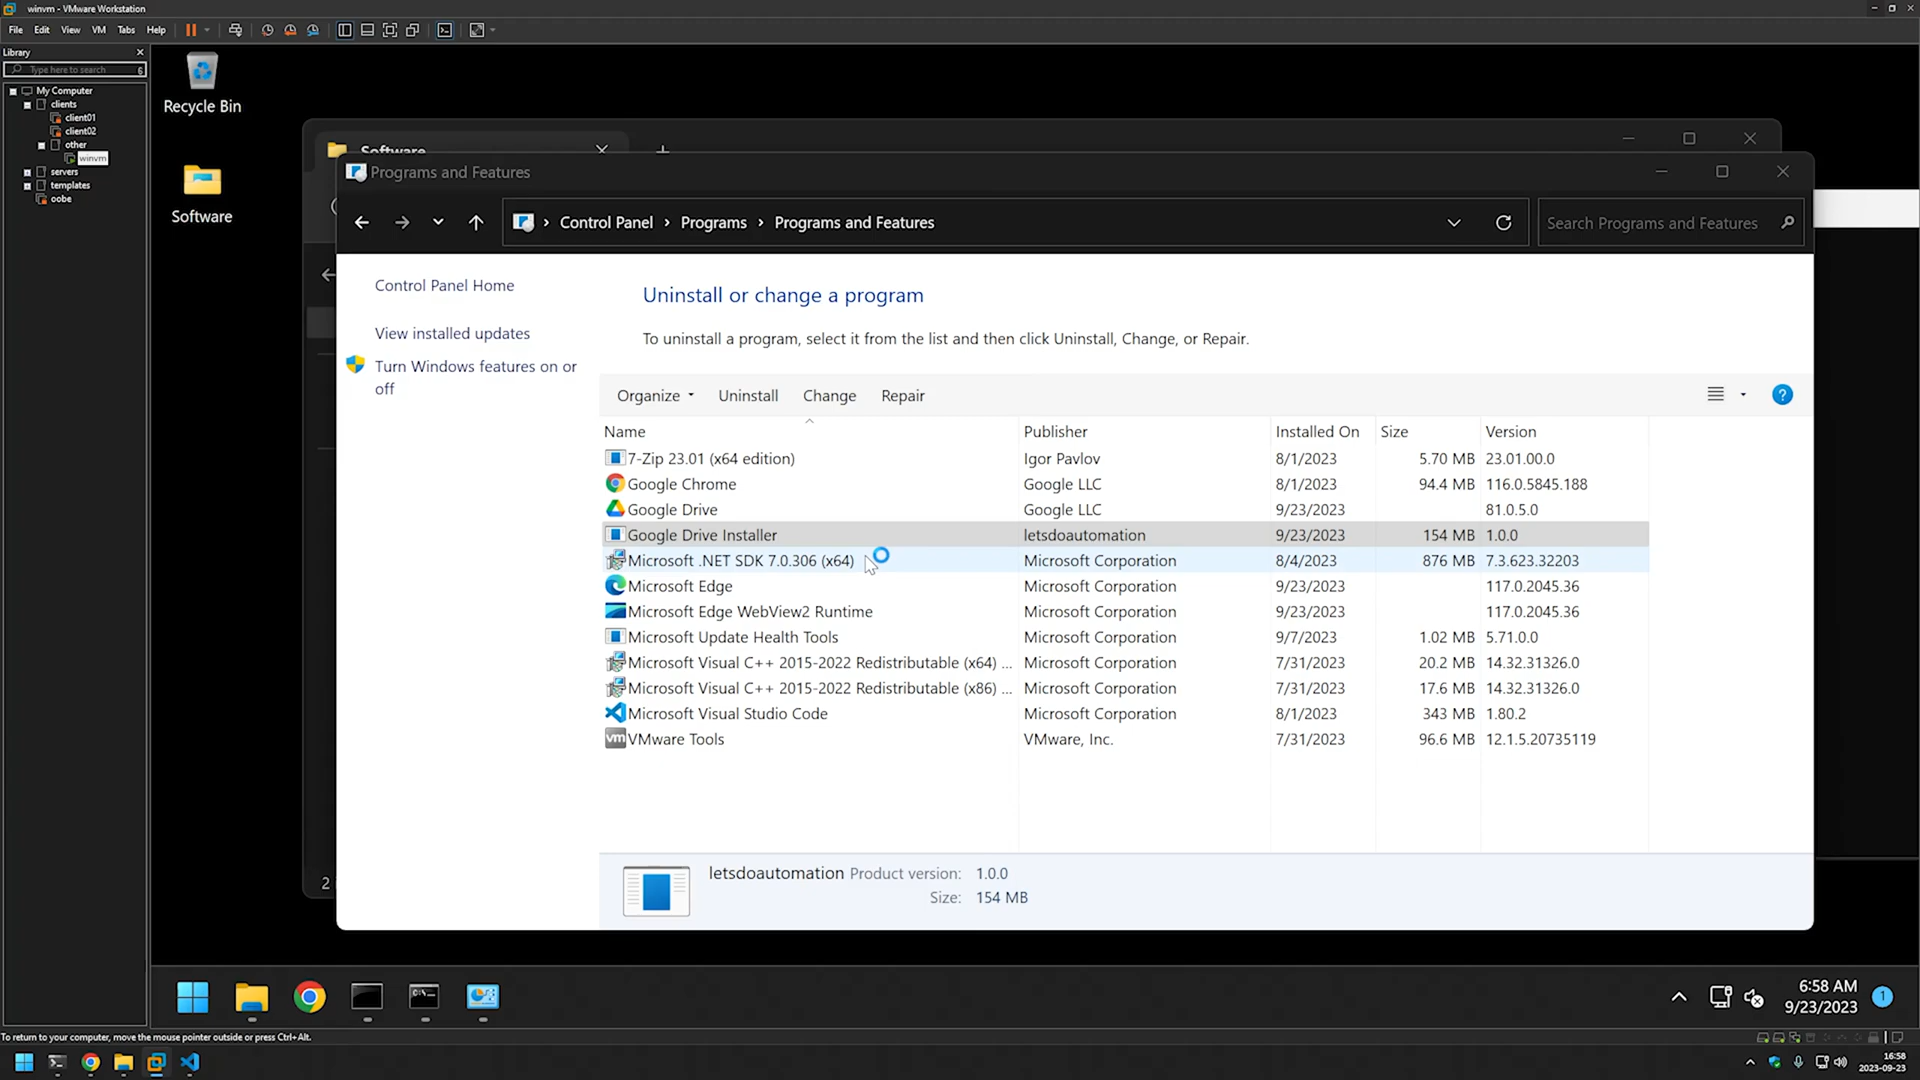 winvm - VMware Workstation
File Edit View VM Tabs Help
Library
Type here to search
My Computer
clients
client01
client02
other
winvm
servers
templates
oobe
Recycle Bin
Software
Software
Programs and Features
Control Panel > Programs > Programs and Features
Search Programs and Features
Control Panel Home
View installed updates
Turn Windows features on or
off
Uninstall or change a program
To uninstall a program, select it from the list and then click Uninstall, Change, or Repair.
Organize Uninstall Change Repair
Name Publisher Installed On Size Version
7-Zip 23.01 (x64 edition) Igor Pavlov 8/1/2023 5.70 MB 23.01.00.0
Google Chrome Google LLC 8/1/2023 94.4 MB 116.0.5845.188
Google Drive Google LLC 9/23/2023 81.0.5.0
Google Drive Installer letsdoautomation 9/23/2023 154 MB 1.0.0
Microsoft .NET SDK 7.0.306 (x64) Microsoft Corporation 8/4/2023 876 MB 7.3.623.32203
Microsoft Edge Microsoft Corporation 9/23/2023 117.0.2045.36
Microsoft Edge WebView2 Runtime Microsoft Corporation 9/23/2023 117.0.2045.36
Microsoft Update Health Tools Microsoft Corporation 9/7/2023 1.02 MB 5.71.0.0
Microsoft Visual C++ 2015-2022 Redistributable (x64) ... Microsoft Corporation 7/31/2023 20.2 MB 14.32.31326.0
Microsoft Visual C++ 2015-2022 Redistributable (x86) ... Microsoft Corporation 7/31/2023 17.6 MB 14.32.31326.0
Microsoft Visual Studio Code Microsoft Corporation 8/1/2023 343 MB 1.80.2
VMware Tools VMware, Inc. 7/31/2023 96.6 MB 12.1.5.20735119
2
letsdoautomation Product version: 1.0.0
Size: 154 MB
6:58 AM
9/23/2023
1
To return to your computer, move the mouse pointer outside or press Ctrl+Alt.
16:58
2023-09-23